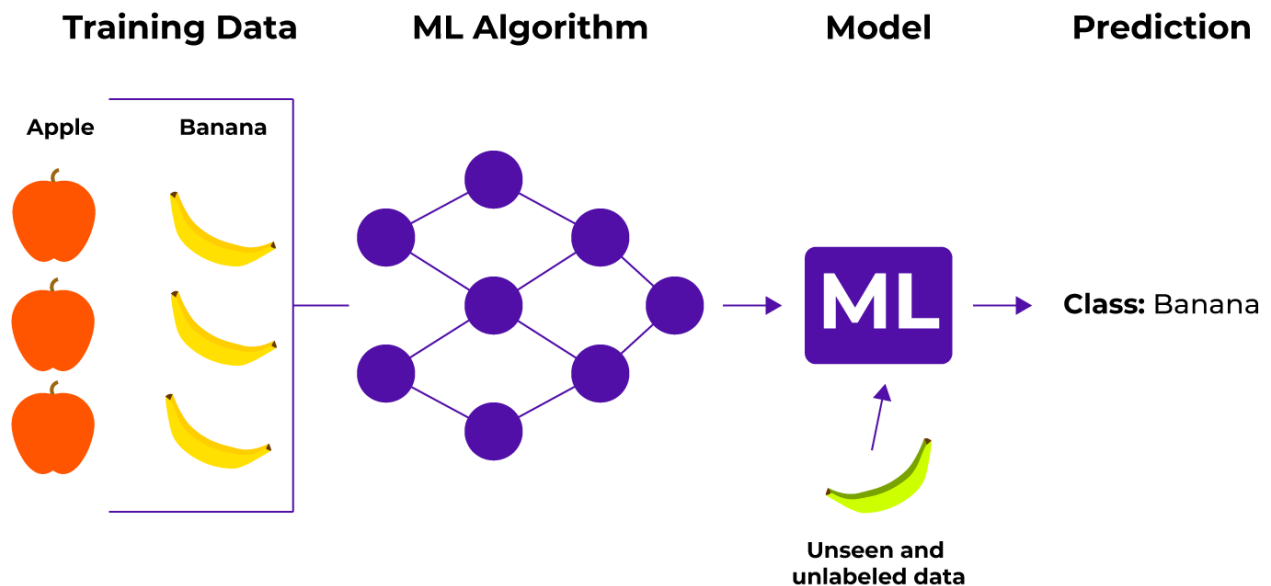 Training Data
ML Algorithm
Model
Prediction
Apple
Banana
ML
Class: Banana
Unseen and
unlabeled data